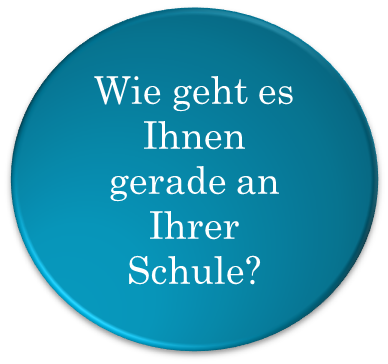 Wie geht es
Ihnen
gerade an
Ihrer
Schule?